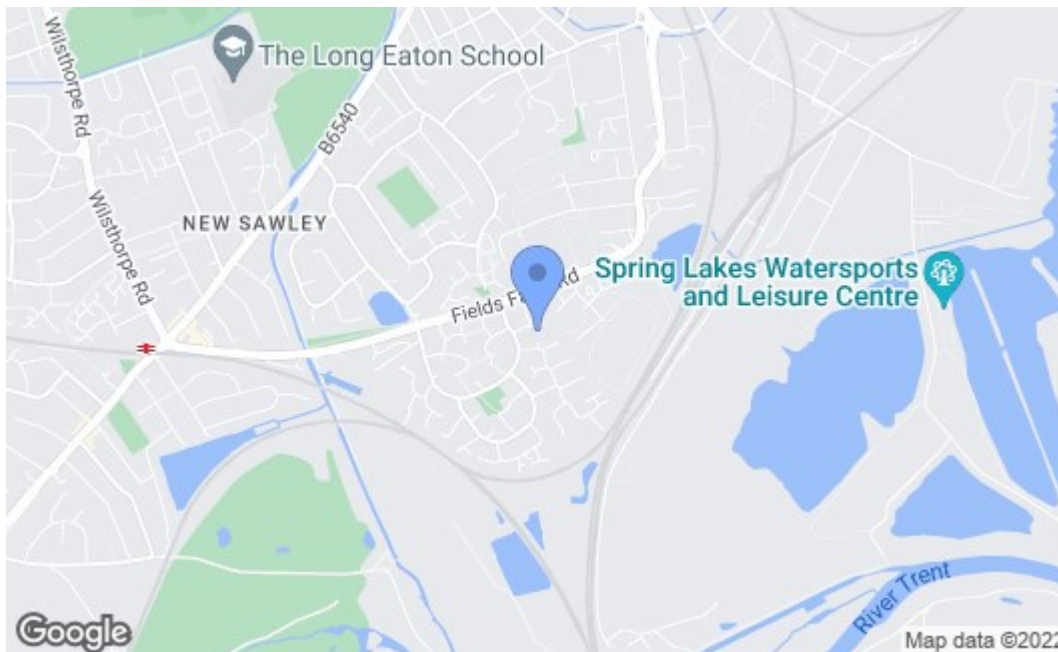 The Long Eaton School
Wilsthorpe Rd
B6540
Wilsthorpe Rd
NEW SAWLEY
Fields Rd
Spring Lakes Watersports
and Leisure Centre
River Trent
Google
Map data ©2022